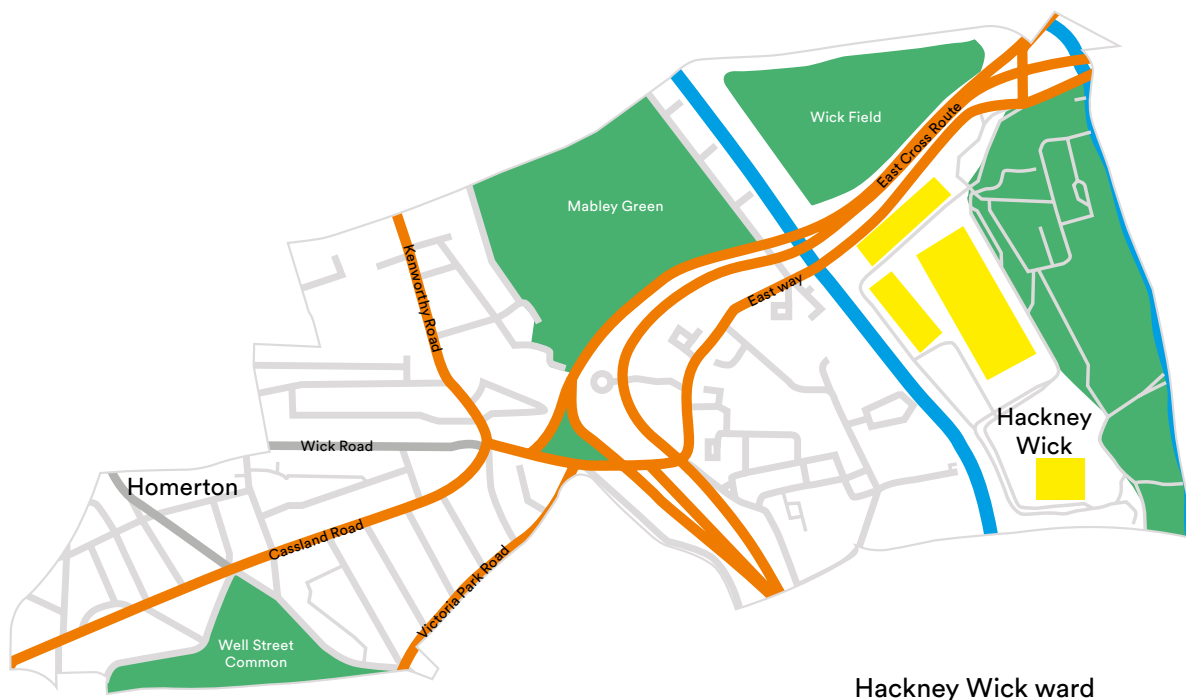 Wick Field
East Cross Route
Mabley Green
Kenworthy Road
East way
Hackney
Wick
Wick Road
Homerton
Cassland Road
Victoria Park Road
Well Street
Common
Hackney Wick ward